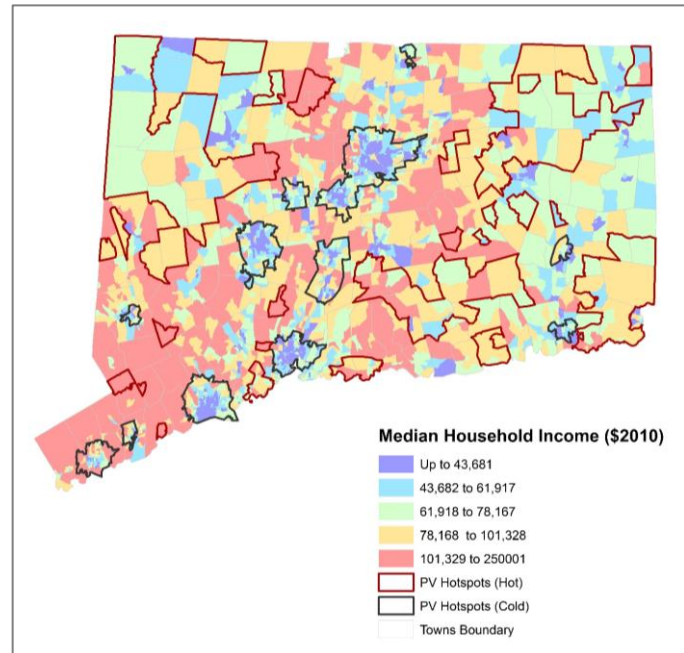 Median Household Income ($2010)
Up to 43,681
43,682 to 61,917
61,918 to 78,167
78,168 to 101,328
101,329 to 250001
PV Hotspots (Hot)
PV Hotspots (Cold)
Towns Boundary